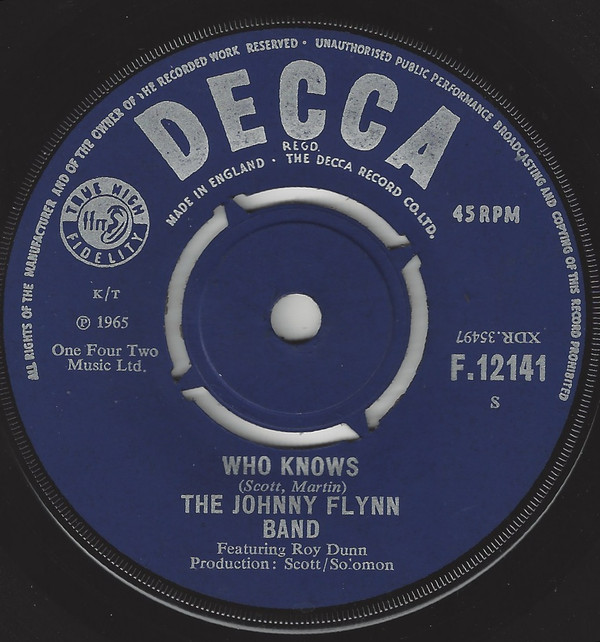 ALL RIGHTS OF THE MANUFACTURER AND OF THE OWNER OF THE RECORDED WORK RESERVED · UNAUTHORISED PUBLIC PERFORMANCE BROADCASTING AND COPYING OF THIS RECORD PROHIBITED
DECCA
REGD.
MADE IN ENGLAND · THE DECCA RECORD CO. LTD.
TRUE HIGH
ffrr
FIDELITY
45 RPM
K/T
℗ 1965
One Four Two
Music Ltd.
XDR.35497
F.12141
S
WHO KNOWS
(Scott, Martin)
THE JOHNNY FLYNN
BAND
Featuring Roy Dunn
Production: Scott/So.omon